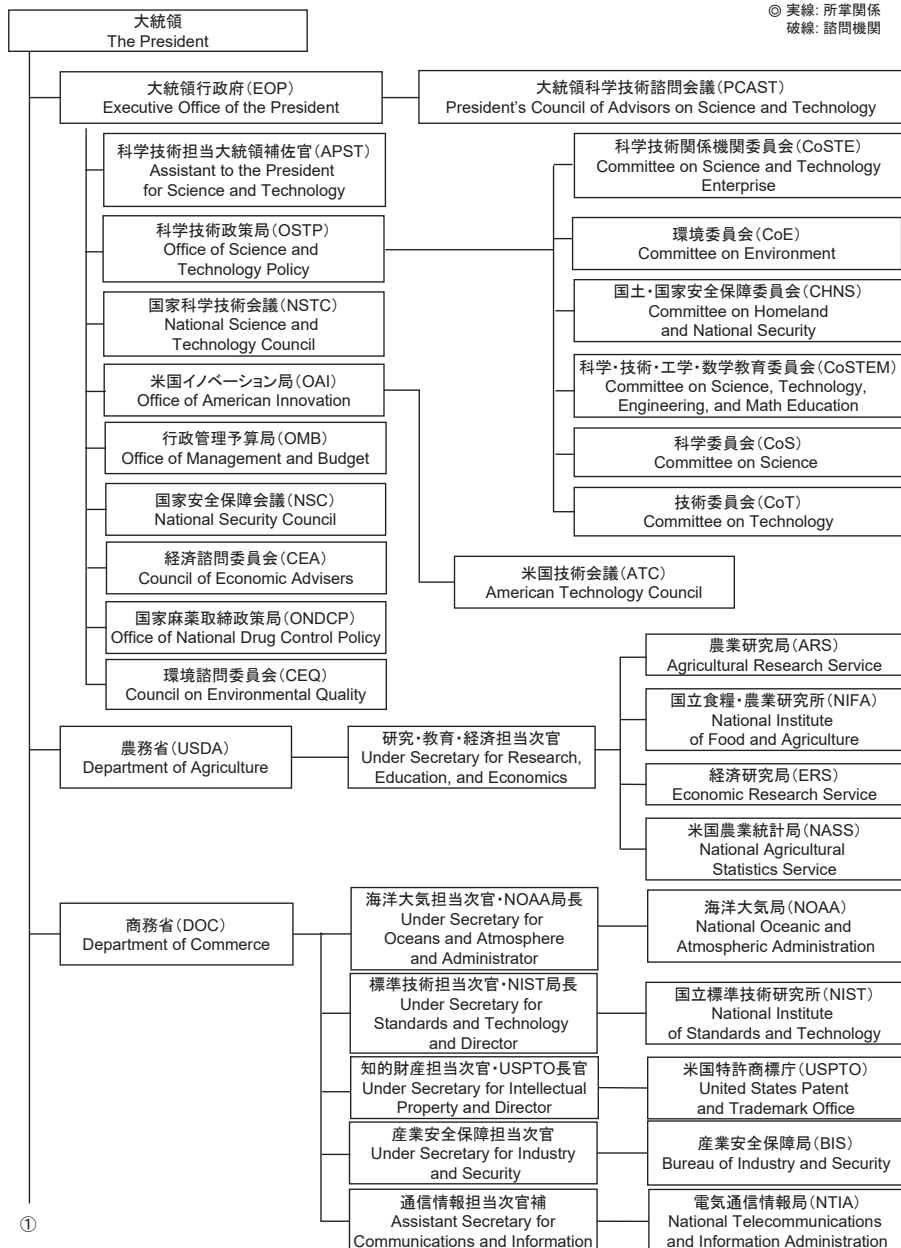 ◎ 実線: 所掌関係
破線: 諮問機関
大統領
The President
大統領行政府(EOP)
Executive Office of the President
大統領科学技術諮問会議(PCAST)
President's Council of Advisors on Science and Technology
科学技術担当大統領補佐官(APST)
Assistant to the President
for Science and Technology
科学技術政策局(OSTP)
Office of Science and
Technology Policy
国家科学技術会議(NSTC)
National Science and
Technology Council
米国イノベーション局(OAI)
Office of American Innovation
行政管理予算局(OMB)
Office of Management and Budget
国家安全保障会議(NSC)
National Security Council
経済諮問委員会(CEA)
Council of Economic Advisers
国家麻薬取締政策局(ONDCP)
Office of National Drug Control Policy
環境諮問委員会(CEQ)
Council on Environmental Quality
科学技術関係機関委員会(CoSTE)
Committee on Science and Technology
Enterprise
環境委員会(CoE)
Committee on Environment
国土・国家安全保障委員会(CHNS)
Committee on Homeland
and National Security
科学・技術・工学・数学教育委員会(CoSTEM)
Committee on Science, Technology,
Engineering, and Math Education
科学委員会(CoS)
Committee on Science
技術委員会(CoT)
Committee on Technology
米国技術会議(ATC)
American Technology Council
農務省(USDA)
Department of Agriculture
研究・教育・経済担当次官
Under Secretary for Research,
Education, and Economics
農業研究局(ARS)
Agricultural Research Service
国立食糧・農業研究所(NIFA)
National Institute
of Food and Agriculture
経済研究局(ERS)
Economic Research Service
米国農業統計局(NASS)
National Agricultural
Statistics Service
商務省(DOC)
Department of Commerce
海洋大気担当次官・NOAA局長
Under Secretary for
Oceans and Atmosphere
and Administrator
海洋大気局(NOAA)
National Oceanic and
Atmospheric Administration
標準技術担当次官・NIST局長
Under Secretary for
Standards and Technology
and Director
国立標準技術研究所(NIST)
National Institute
of Standards and Technology
知的財産担当次官・USPTO長官
Under Secretary for Intellectual
Property and Director
米国特許商標庁(USPTO)
United States Patent
and Trademark Office
産業安全保障担当次官
Under Secretary for Industry
and Security
産業安全保障局(BIS)
Bureau of Industry and Security
通信情報担当次官補
Assistant Secretary for
Communications and Information
電気通信情報局(NTIA)
National Telecommunications
and Information Administration
①